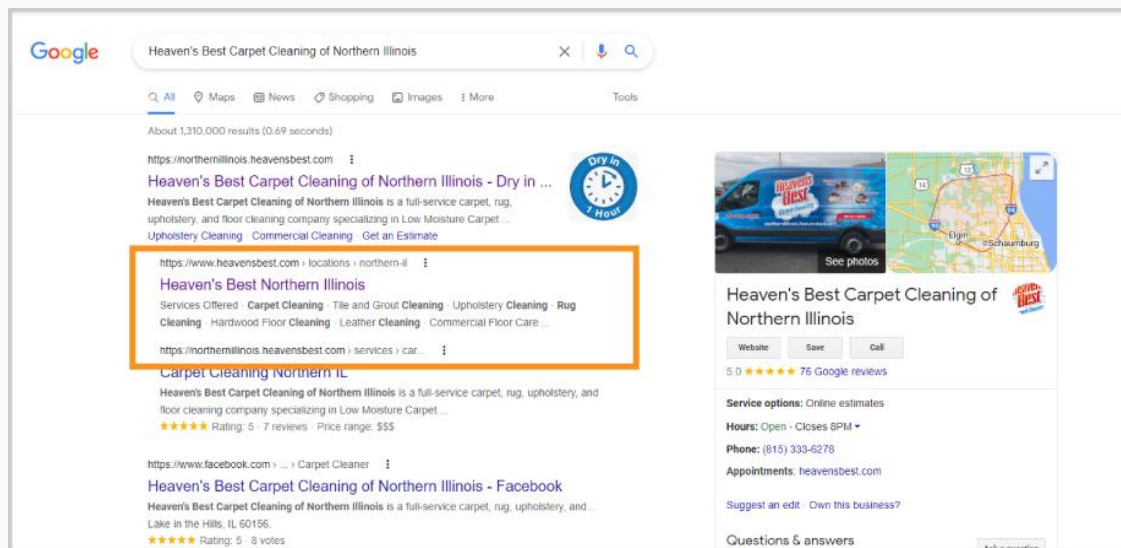 Google
Heaven's Best Carpet Cleaning of Northern Illinois
All Maps News Shopping Images More Tools
About 1,310,000 results (0.69 seconds)
https://northernillinois.heavensbest.com
Heaven's Best Carpet Cleaning of Northern Illinois - Dry in ...
Heaven's Best Carpet Cleaning of Northern Illinois is a full-service carpet, rug,
upholstery, and floor cleaning company specializing in Low Moisture Carpet ...
Upholstery Cleaning · Commercial Cleaning · Get an Estimate
Dry in
1 Hour
https://www.heavensbest.com › locations › northern-il
Heaven's Best Northern Illinois
Services Offered · Carpet Cleaning · Tile and Grout Cleaning · Upholstery Cleaning · Rug
Cleaning · Hardwood Floor Cleaning · Leather Cleaning · Commercial Floor Care ...
https://northernillinois.heavensbest.com › services › car...
Carpet Cleaning Northern IL
Heaven's Best Carpet Cleaning of Northern Illinois is a full-service carpet, rug, upholstery, and
floor cleaning company specializing in Low Moisture Carpet ...
★★★★★ Rating: 5 · 7 reviews · Price range: $$$
https://www.facebook.com › ... › Carpet Cleaner
Heaven's Best Carpet Cleaning of Northern Illinois - Facebook
Heaven's Best Carpet Cleaning of Northern Illinois is a full-service carpet, rug, upholstery, and...
Lake in the Hills, IL 60156.
★★★★★ Rating: 5 · 8 votes
Heaven's
Best
See photos
14
12
Elgin
Schaumburg
Heaven's Best Carpet Cleaning of
Northern Illinois
Heaven's
Best
Website Save Call
5.0 ★★★★★ 76 Google reviews
Service options: Online estimates
Hours: Open · Closes 8PM
Phone: (815) 333-6278
Appointments: heavensbest.com
Suggest an edit · Own this business?
Questions & answers
Ask a question